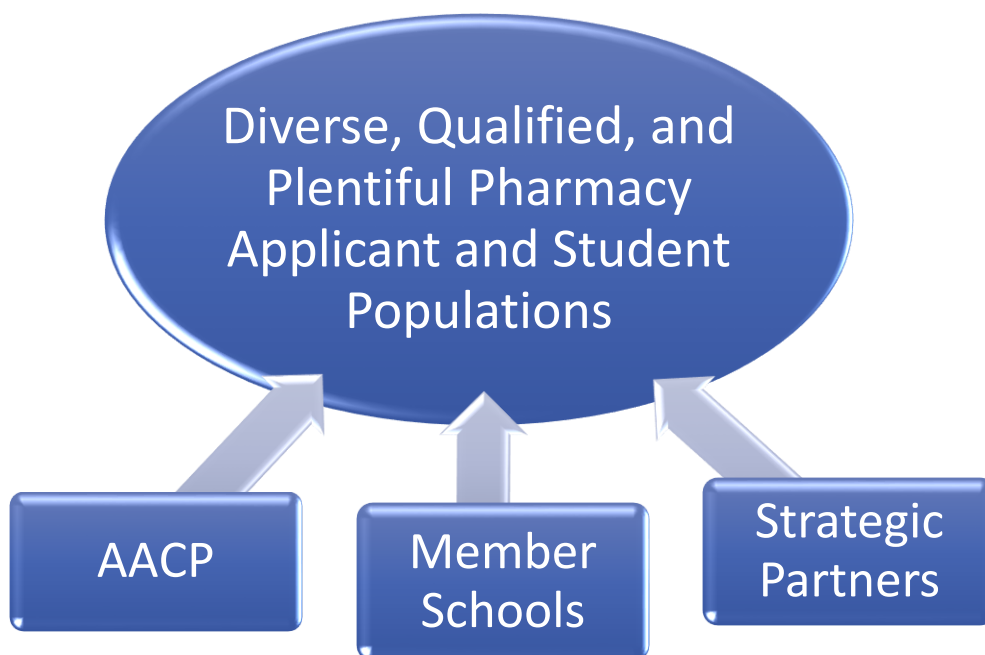 Diverse, Qualified, and
Plentiful Pharmacy
Applicant and Student
Populations
AACP
Member
Schools
Strategic
Partners